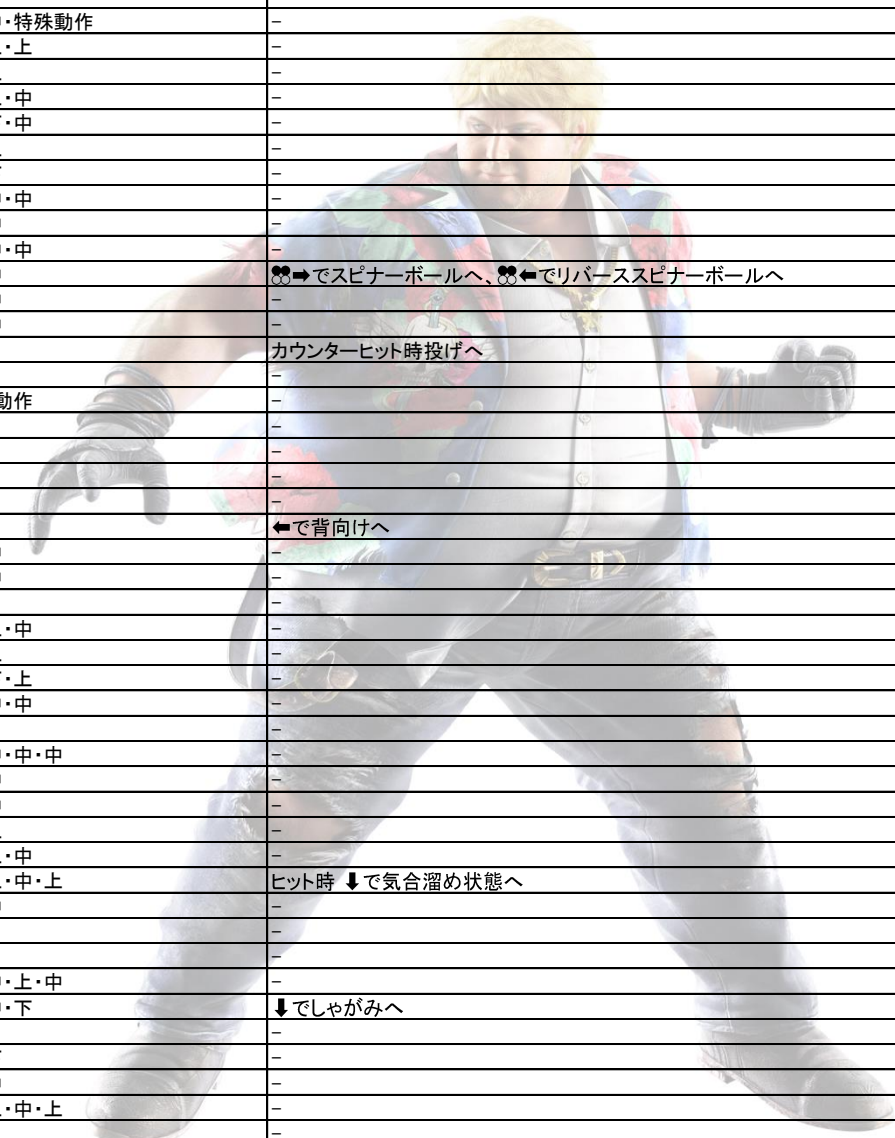 ・特殊動作 -
・上 -
-
・中 -
・中 -
-
-
・中 -
-
・中 -
➡でスピナーボールへ、⬅でリバーススピナーボールへ
-
-
カウンターヒット時投げへ
-
動作 -
-
-
-
-
⬅で背向けへ
-
-
-
・中 -
-
・上 -
・中 -
-
・中・中 -
-
-
-
・中 -
・中・上 ヒット時 ⬇で気合溜め状態へ
-
-
-
・上・中 -
・下 ⬇でしゃがみへ
-
-
-
・中・上 -
-